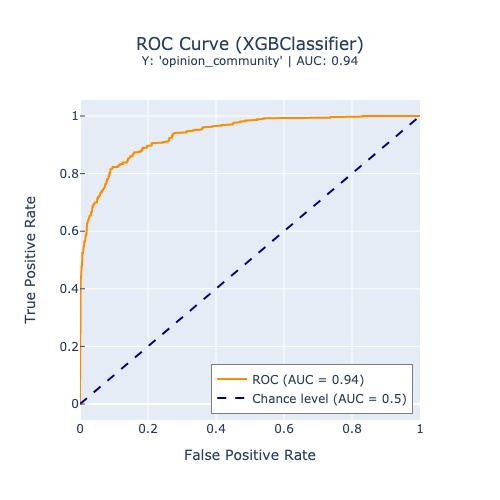 ROC Curve (XGBClassifier)
Y: 'opinion_community' | AUC: 0.94
1
0.8
0.6
0.4
0.2
0
True Positive Rate
ROC (AUC = 0.94)
Chance level (AUC = 0.5)
0 0.2 0.4 0.6 0.8 1
False Positive Rate